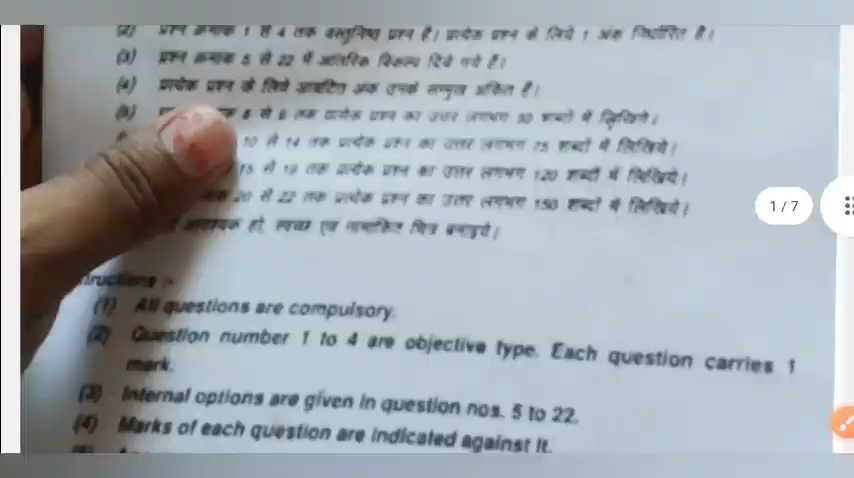 (2) प्रश्न क्रमांक 1 से 4 तक वस्तुनिष्ठ प्रश्न है। प्रत्येक प्रश्न के लिये 1 अंक निर्धारित है।
(3) प्रश्न क्रमांक 5 से 22 में आंतरिक विकल्प दिये गये हैं।
(4) प्रत्येक प्रश्न के लिये आवंटित अंक उनके सम्मुख अंकित है।
(5) तक प्रत्येक प्रश्न का उत्तर लगभग 30 शब्दों में लिखिये।
10 से 14 तक प्रत्येक प्रश्न का उत्तर लगभग 75 शब्दों में लिखिये।
15 से 19 तक प्रत्येक प्रश्न का उत्तर लगभग 120 शब्दों में लिखिये।
20 से 22 तक प्रत्येक प्रश्न का उत्तर लगभग 150 शब्दों में लिखिये।
आवश्यक हो, स्वच्छ एवं नामांकित चित्र बनाइये।
1 / 7
tructions :-
(1) All questions are compulsory.
(2) Question number 1 to 4 are objective type. Each question carries 1
mark.
(3) Internal options are given in question nos. 5 to 22.
(4) Marks of each question are indicated against it.